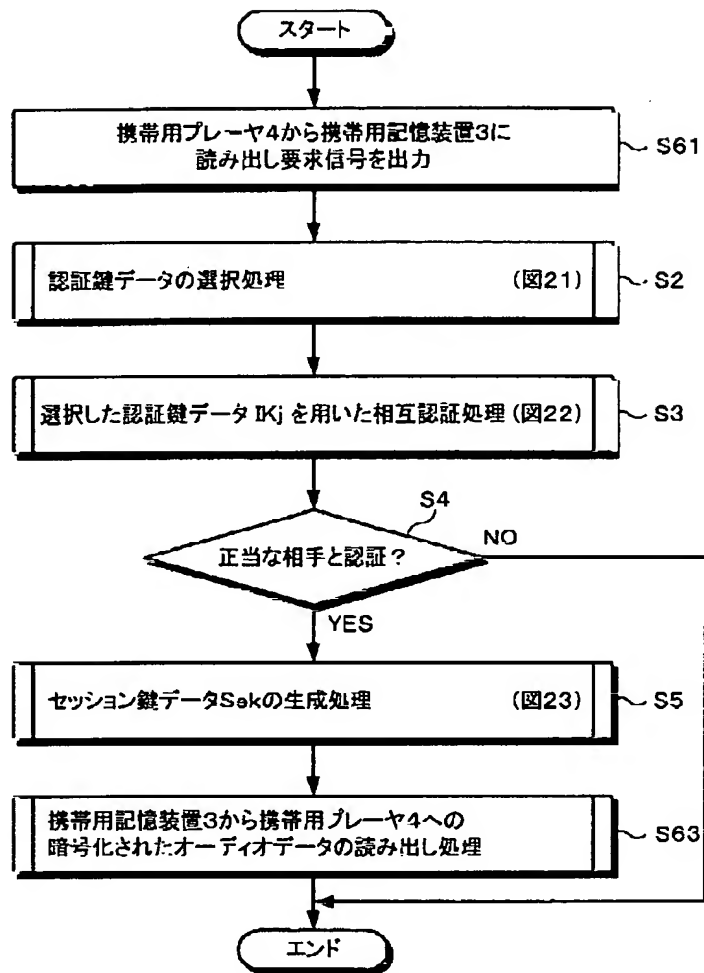 スタート
携帯用プレーヤ4から携帯用記憶装置3に
読み出し要求信号を出力
S61
認証鍵データの選択処理 (図21)
S2
選択した認証鍵データ IKj を用いた相互認証処理 (図22)
S3
S4
正当な相手と認証？
NO
YES
セッション鍵データSekの生成処理 (図23)
S5
携帯用記憶装置3から携帯用プレーヤ4への
暗号化されたオーディオデータの読み出し処理
S63
エンド